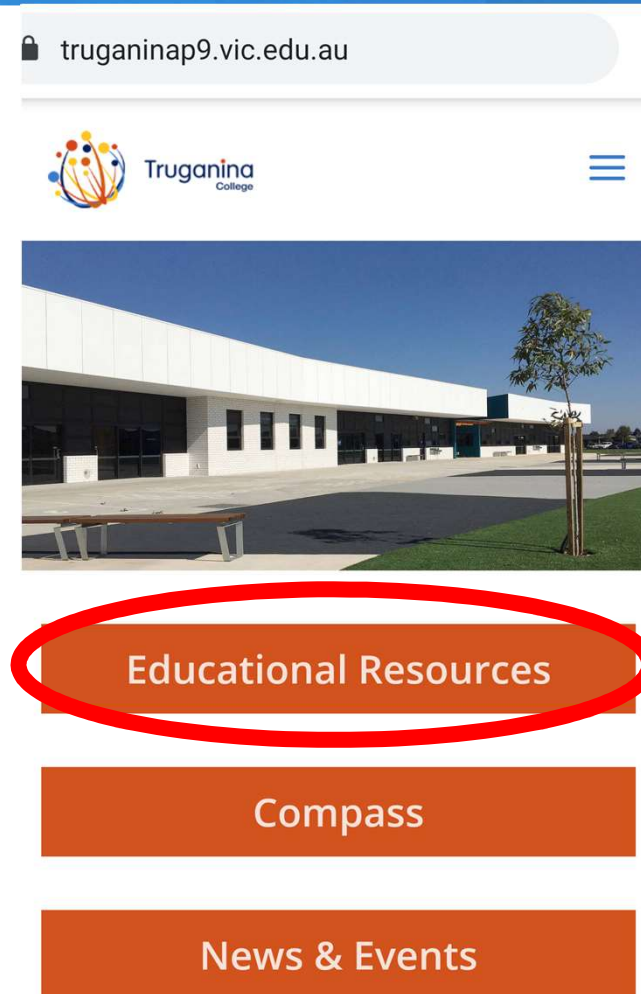 truganinap9.vic.edu.au
Truganina
College
Educational Resources
Compass
News & Events